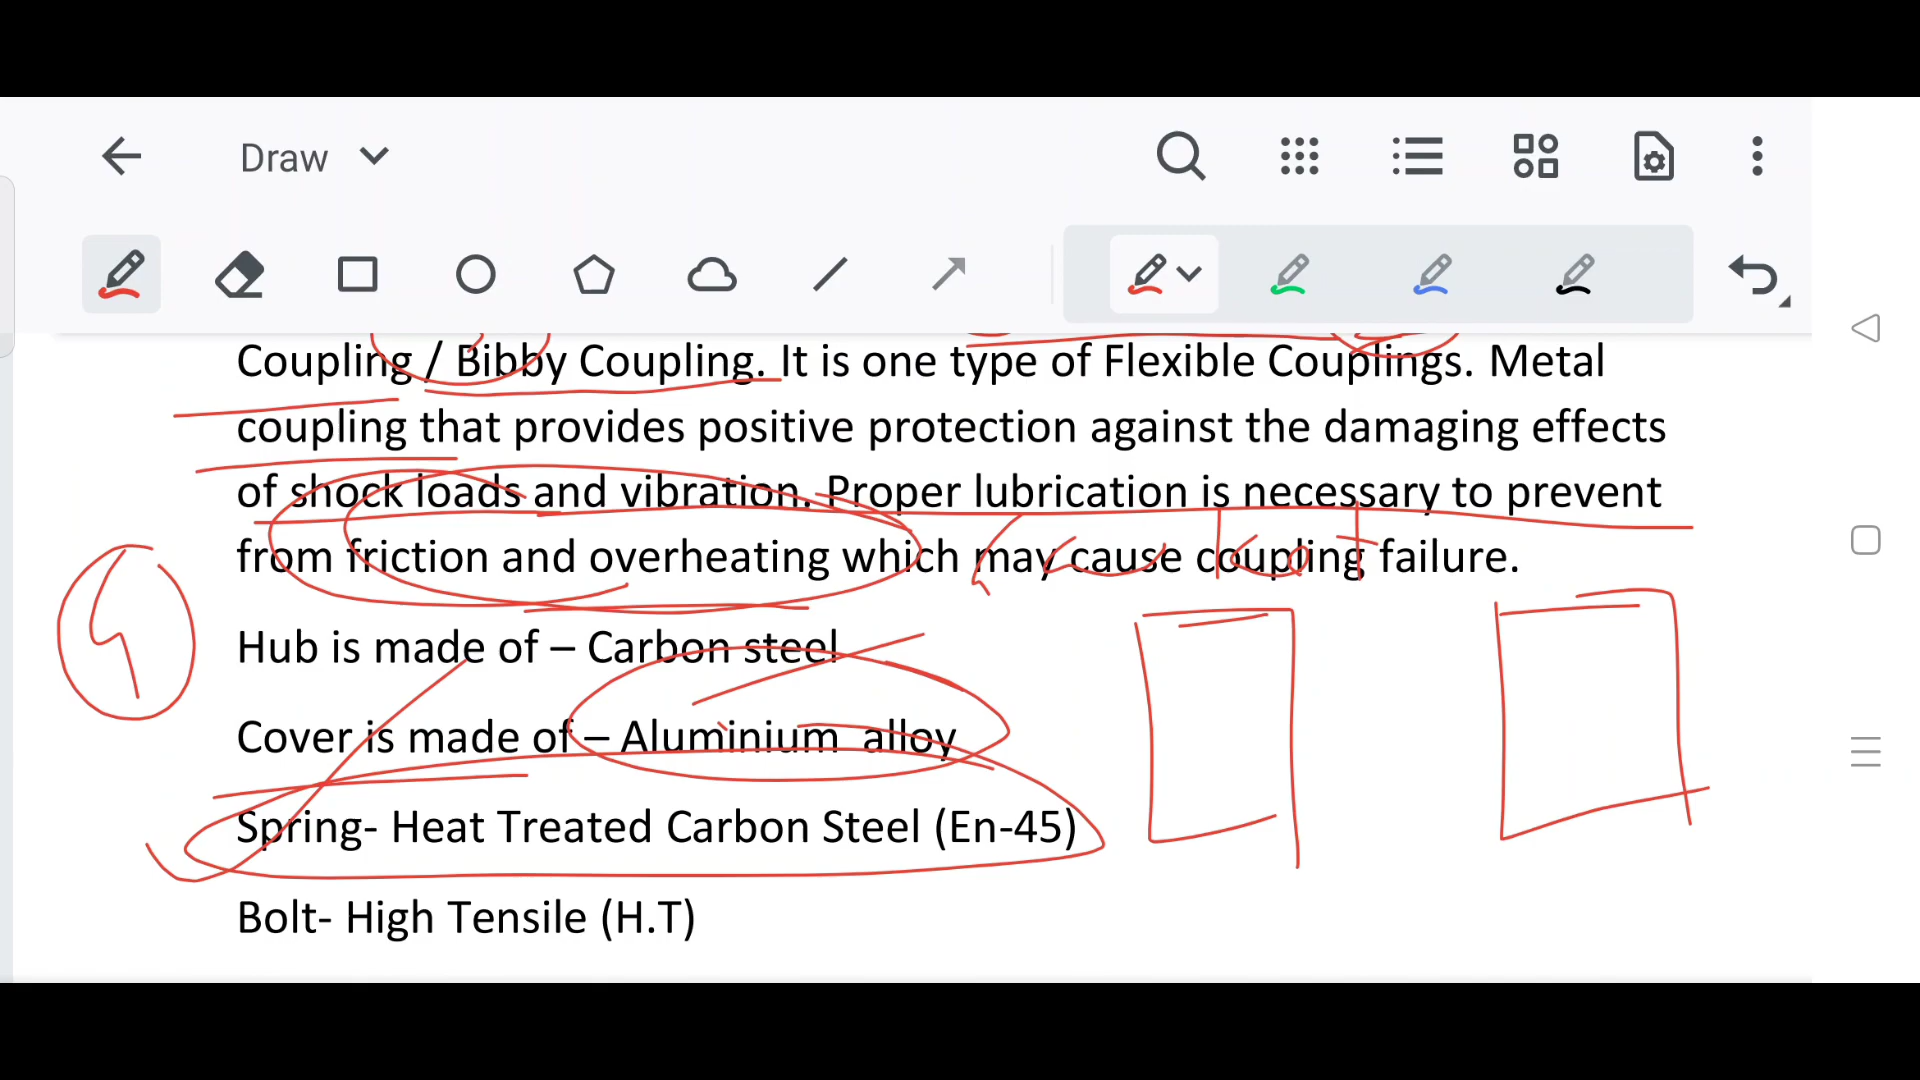 Draw
Coupling / Bibby Coupling. It is one type of Flexible Couplings. Metal
coupling that provides positive protection against the damaging effects
of shock loads and vibration. Proper lubrication is necessary to prevent
from friction and overheating which may cause coupling failure.
Hub is made of – Carbon steel
Cover is made of – Aluminium alloy
Spring- Heat Treated Carbon Steel (En-45)
Bolt- High Tensile (H.T)